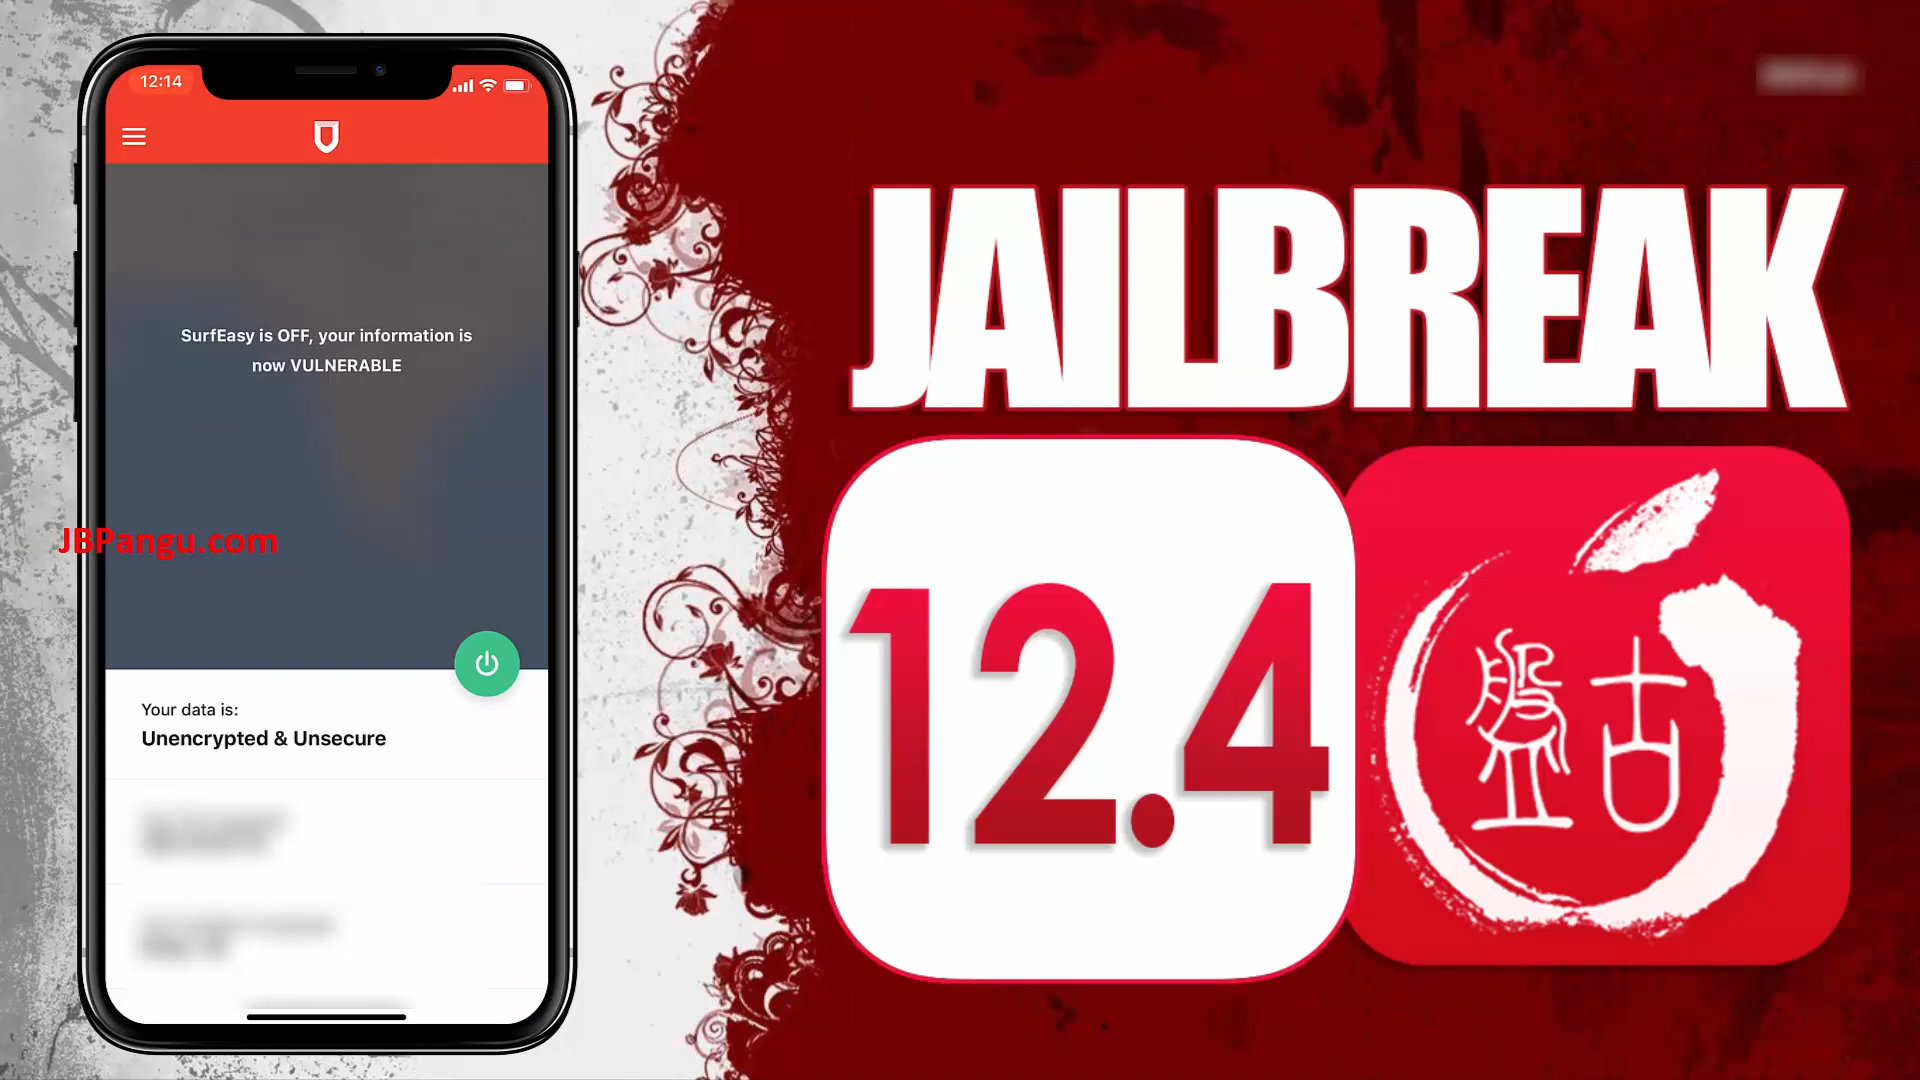 12:14
SurfEasy is OFF, your information is
now VULNERABLE
JBPangu.com
Your data is:
Unencrypted & Unsecure
JAILBREAK
12.4
盤古